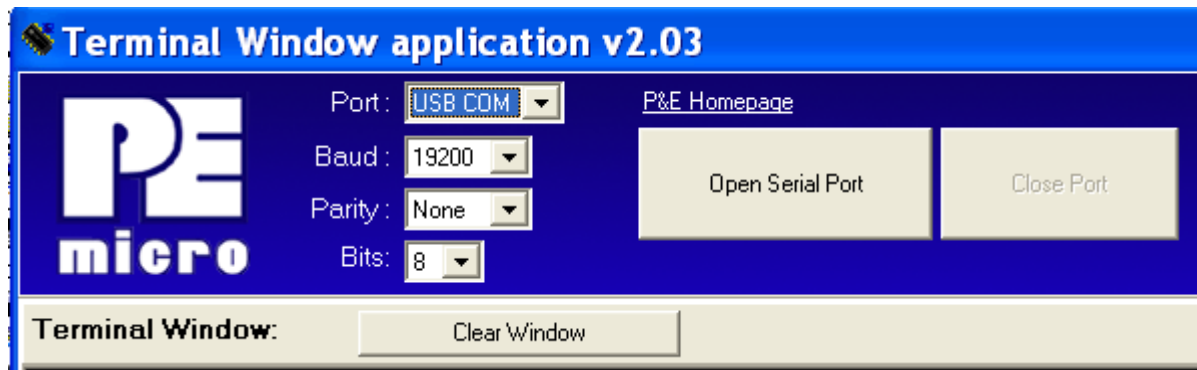 Terminal Window application v2.03
PE
micro
Port: USB COM
Baud: 19200
Parity: None
Bits: 8
P&E Homepage
Open Serial Port
Close Port
Terminal Window:
Clear Window